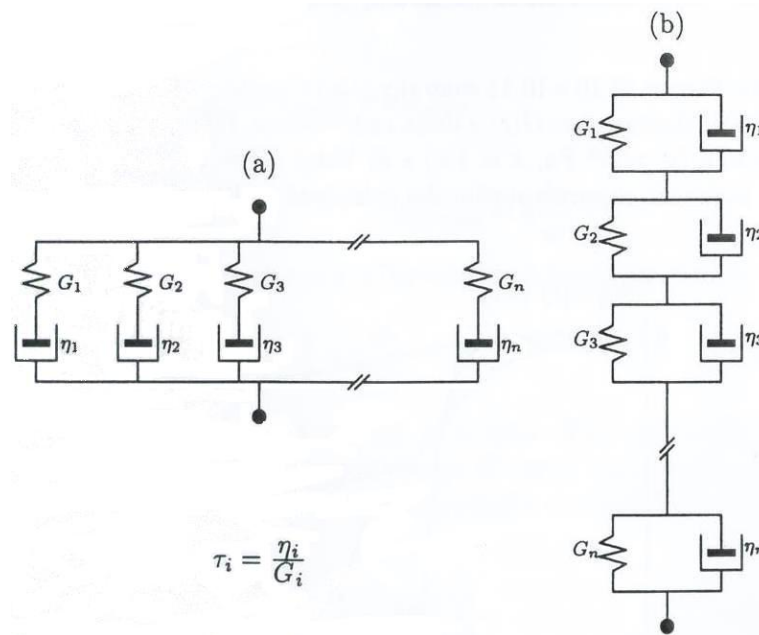 (b)
G₁ η₁
(a)
G₂ η₂
G₁ G₂ G₃ Gₙ
G₃ η₃
η₁ η₂ η₃ ηₙ
τᵢ = ηᵢ / Gᵢ
Gₙ ηₙ